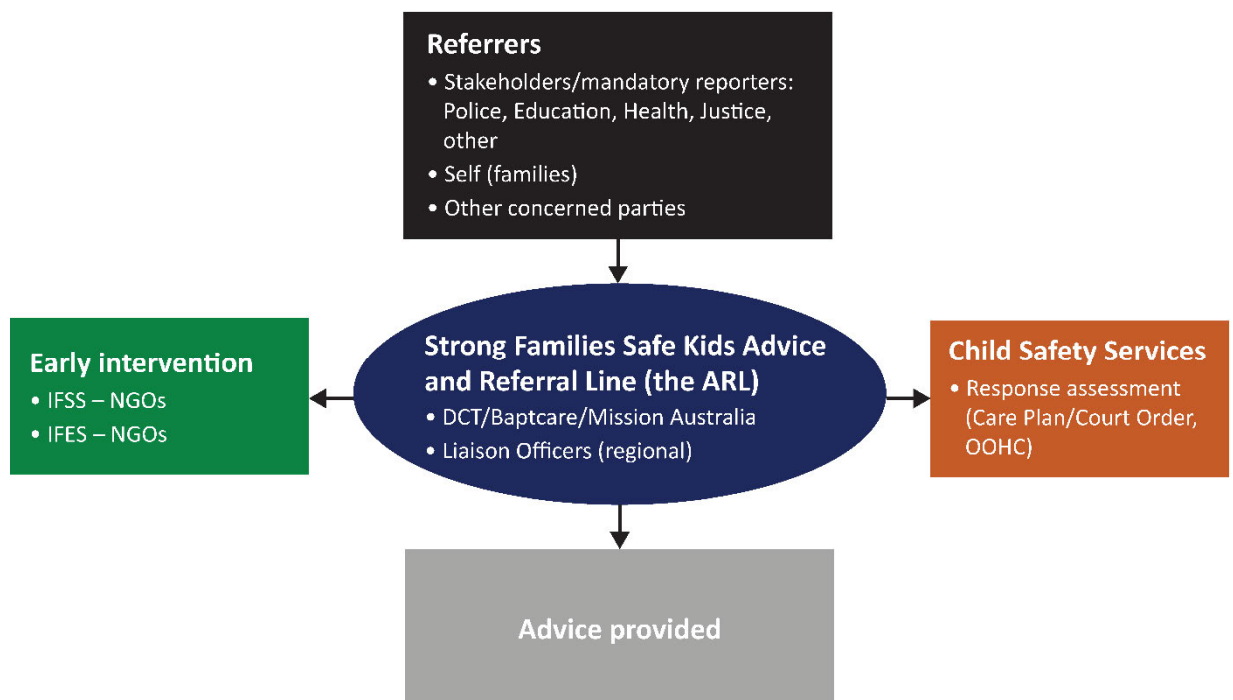 Referrers
• Stakeholders/mandatory reporters:
Police, Education, Health, Justice,
other
• Self (families)
• Other concerned parties
Strong Families Safe Kids Advice
and Referral Line (the ARL)
• DCT/Baptcare/Mission Australia
• Liaison Officers (regional)
Early intervention
• IFSS – NGOs
• IFES – NGOs
Child Safety Services
• Response assessment
(Care Plan/Court Order,
OOHC)
Advice provided